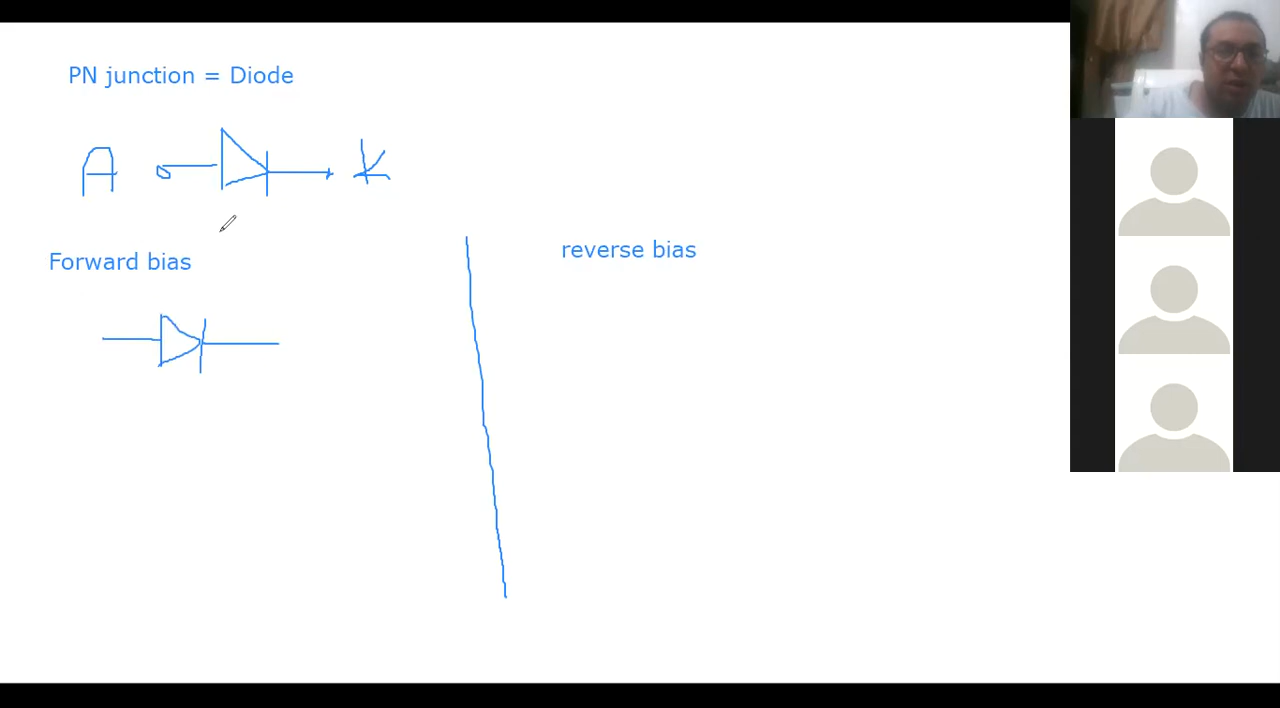 PN junction = Diode
A K
Forward bias
reverse bias